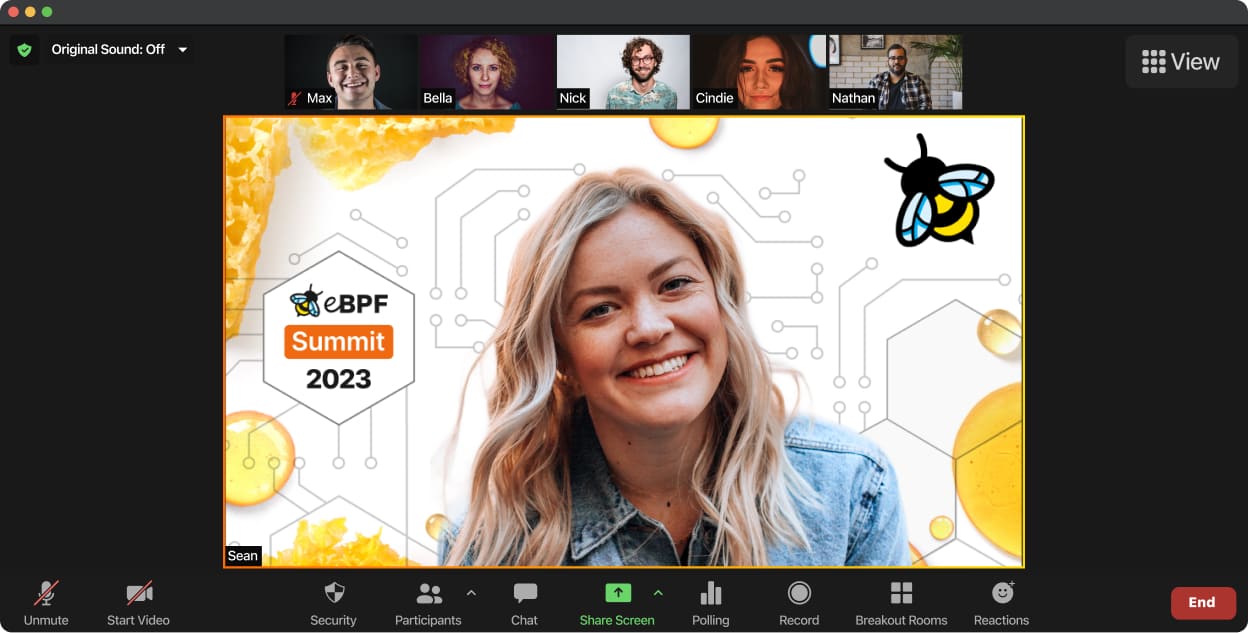 Original Sound: Off
View
Max
Bella
Nick
Cindie
Nathan
eBPF
Summit
2023
Sean
Unmute
Start Video
Security
Participants
Chat
Share Screen
Polling
Record
Breakout Rooms
Reactions
End